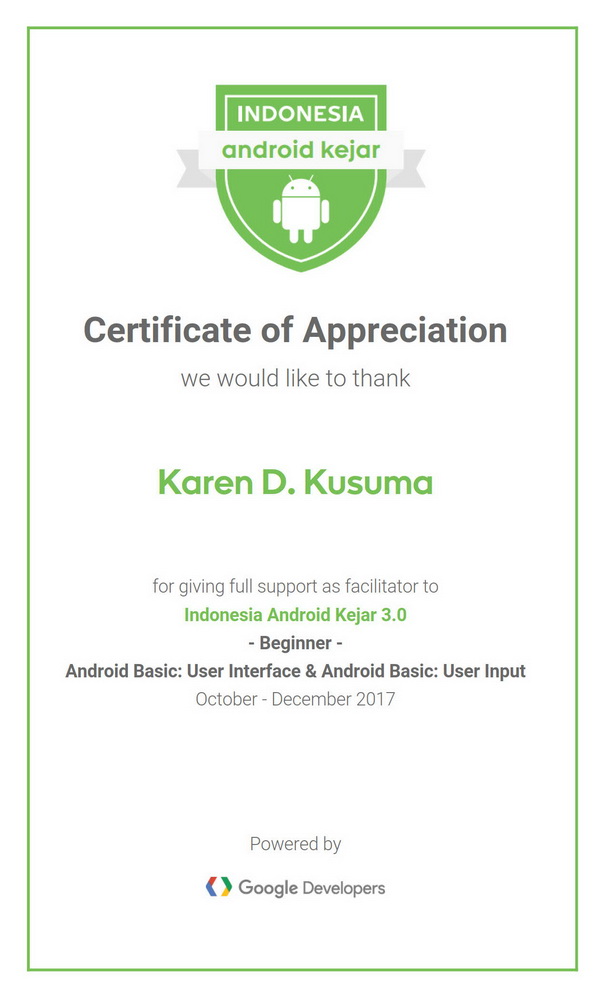 INDONESIA
android kejar
Certificate of Appreciation
we would like to thank
Karen D. Kusuma
for giving full support as facilitator to
Indonesia Android Kejar 3.0
- Beginner -
Android Basic: User Interface & Android Basic: User Input
October - December 2017
Powered by
Google Developers